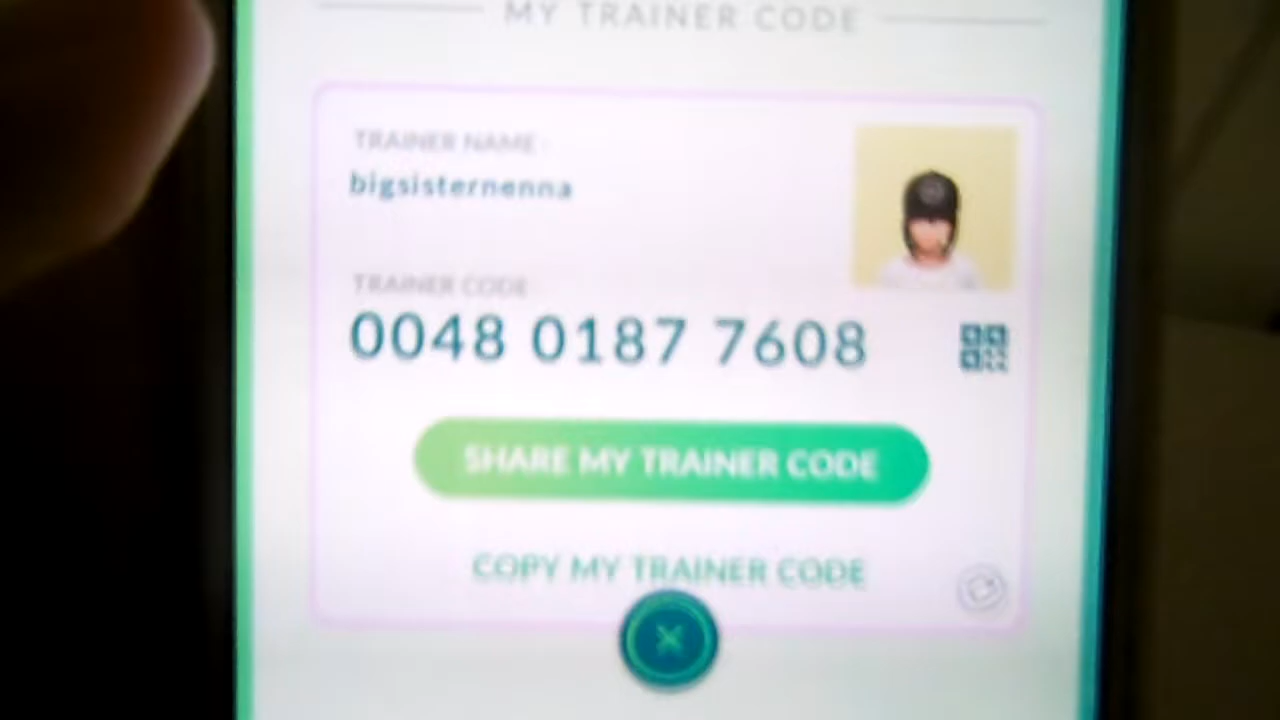 MY TRAINER CODE
TRAINER NAME:
bigsisternenna
TRAINER CODE:
0048 0187 7608
SHARE MY TRAINER CODE
COPY MY TRAINER CODE